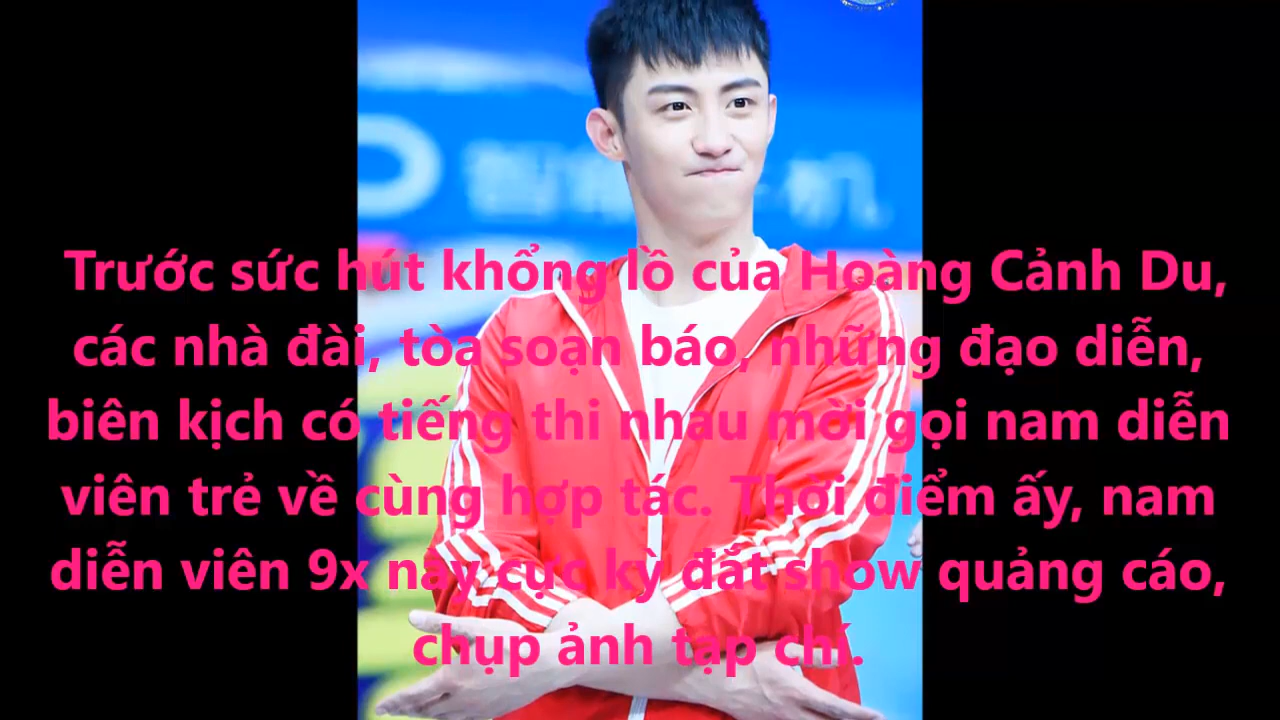 Trước sức hút khổng lồ của Hoàng Cảnh Du,
các nhà đài, tòa soạn báo, những đạo diễn,
biên kịch có tiếng thi nhau mời gọi nam diễn
viên trẻ về cùng hợp tác. Thời điểm ấy, nam
diễn viên 9x này cực kỳ đắt show quảng cáo,
chụp ảnh tạp chí.